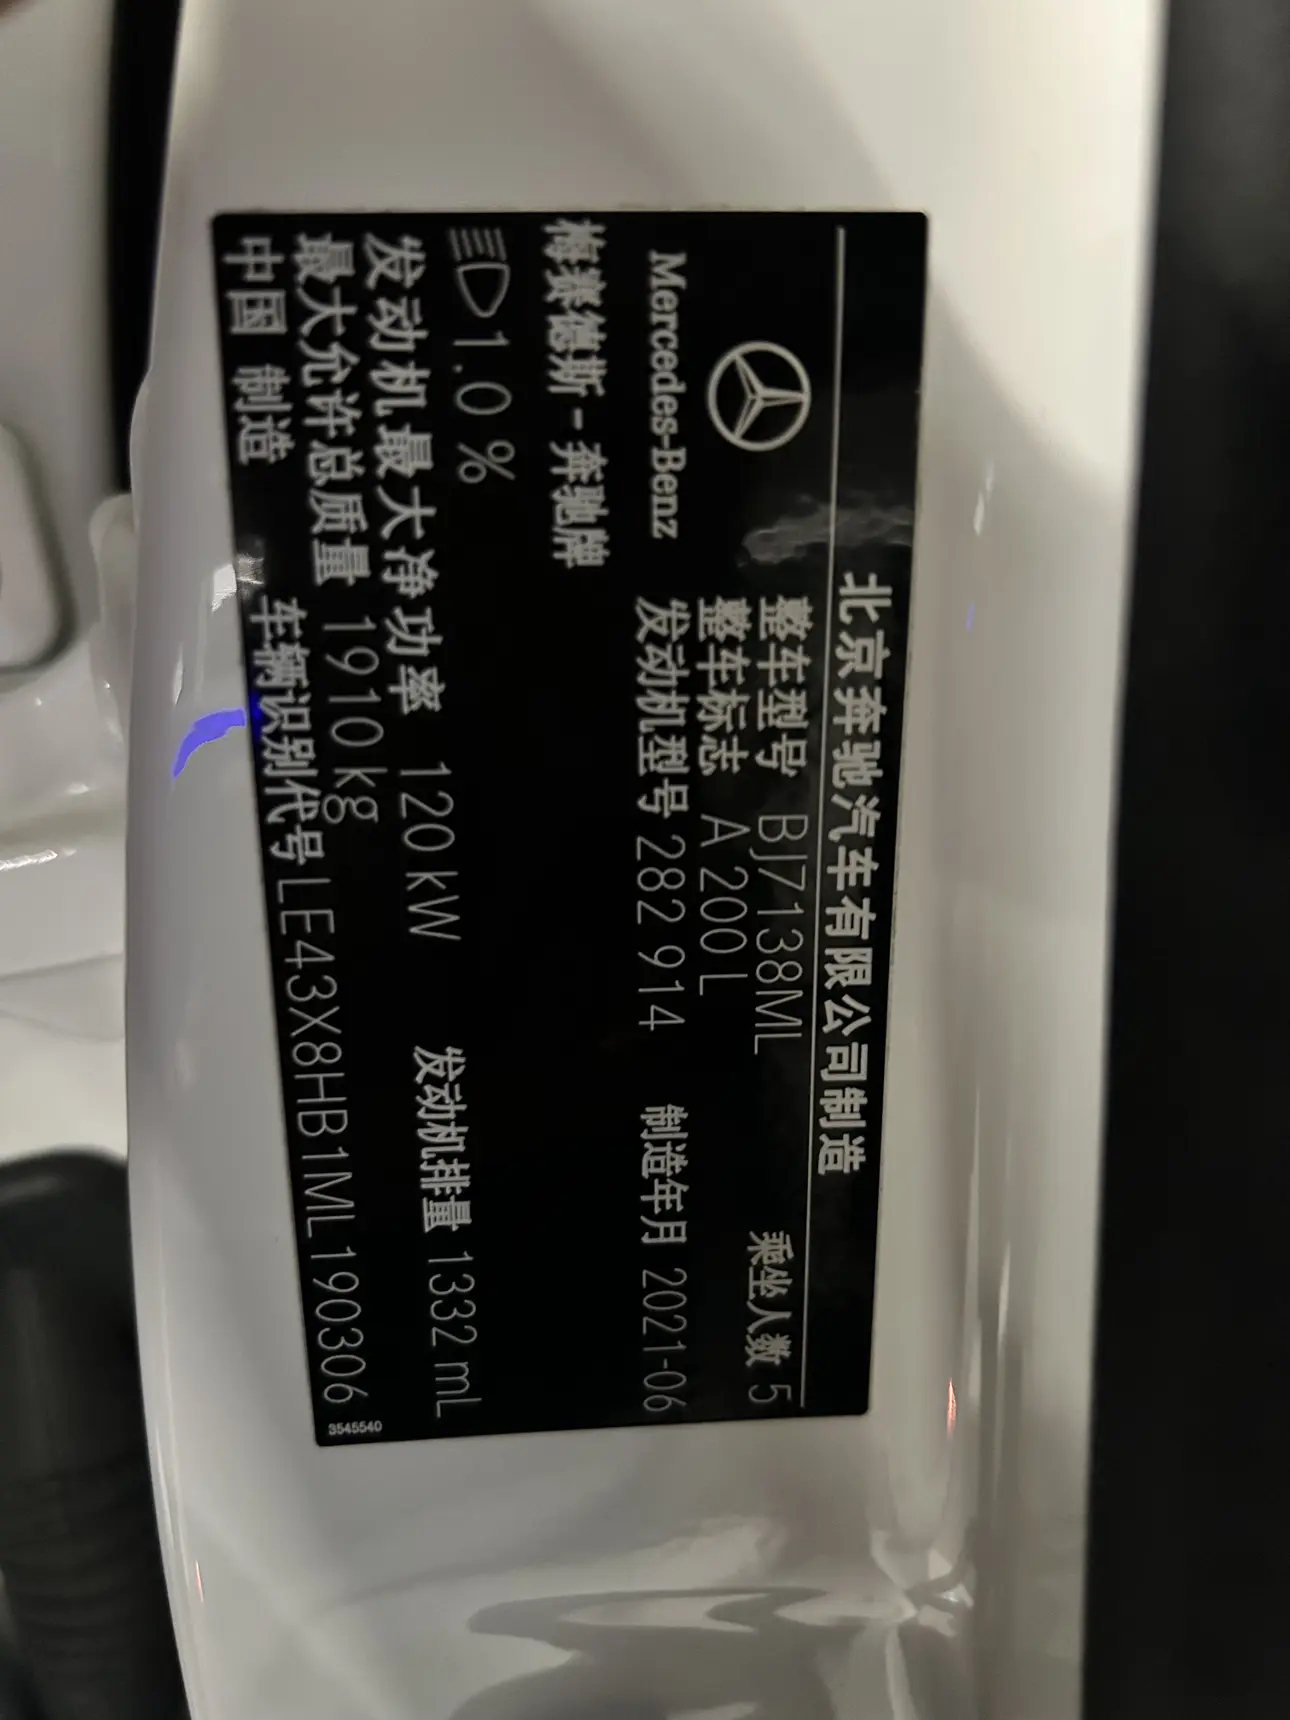 北京奔驰汽车有限公司制造
整车型号 BJ7138ML 乘坐人数 5
整车标志 A 200 L
Mercedes-Benz 发动机型号 282 914 制造年月 2021-06
梅赛德斯-奔驰牌
1.0 %
发动机最大净功率 120 kW 发动机排量 1332 mL
最大允许总质量 1910 kg
中国 制造 车辆识别代号 LE43X8HB1ML190306
3545540